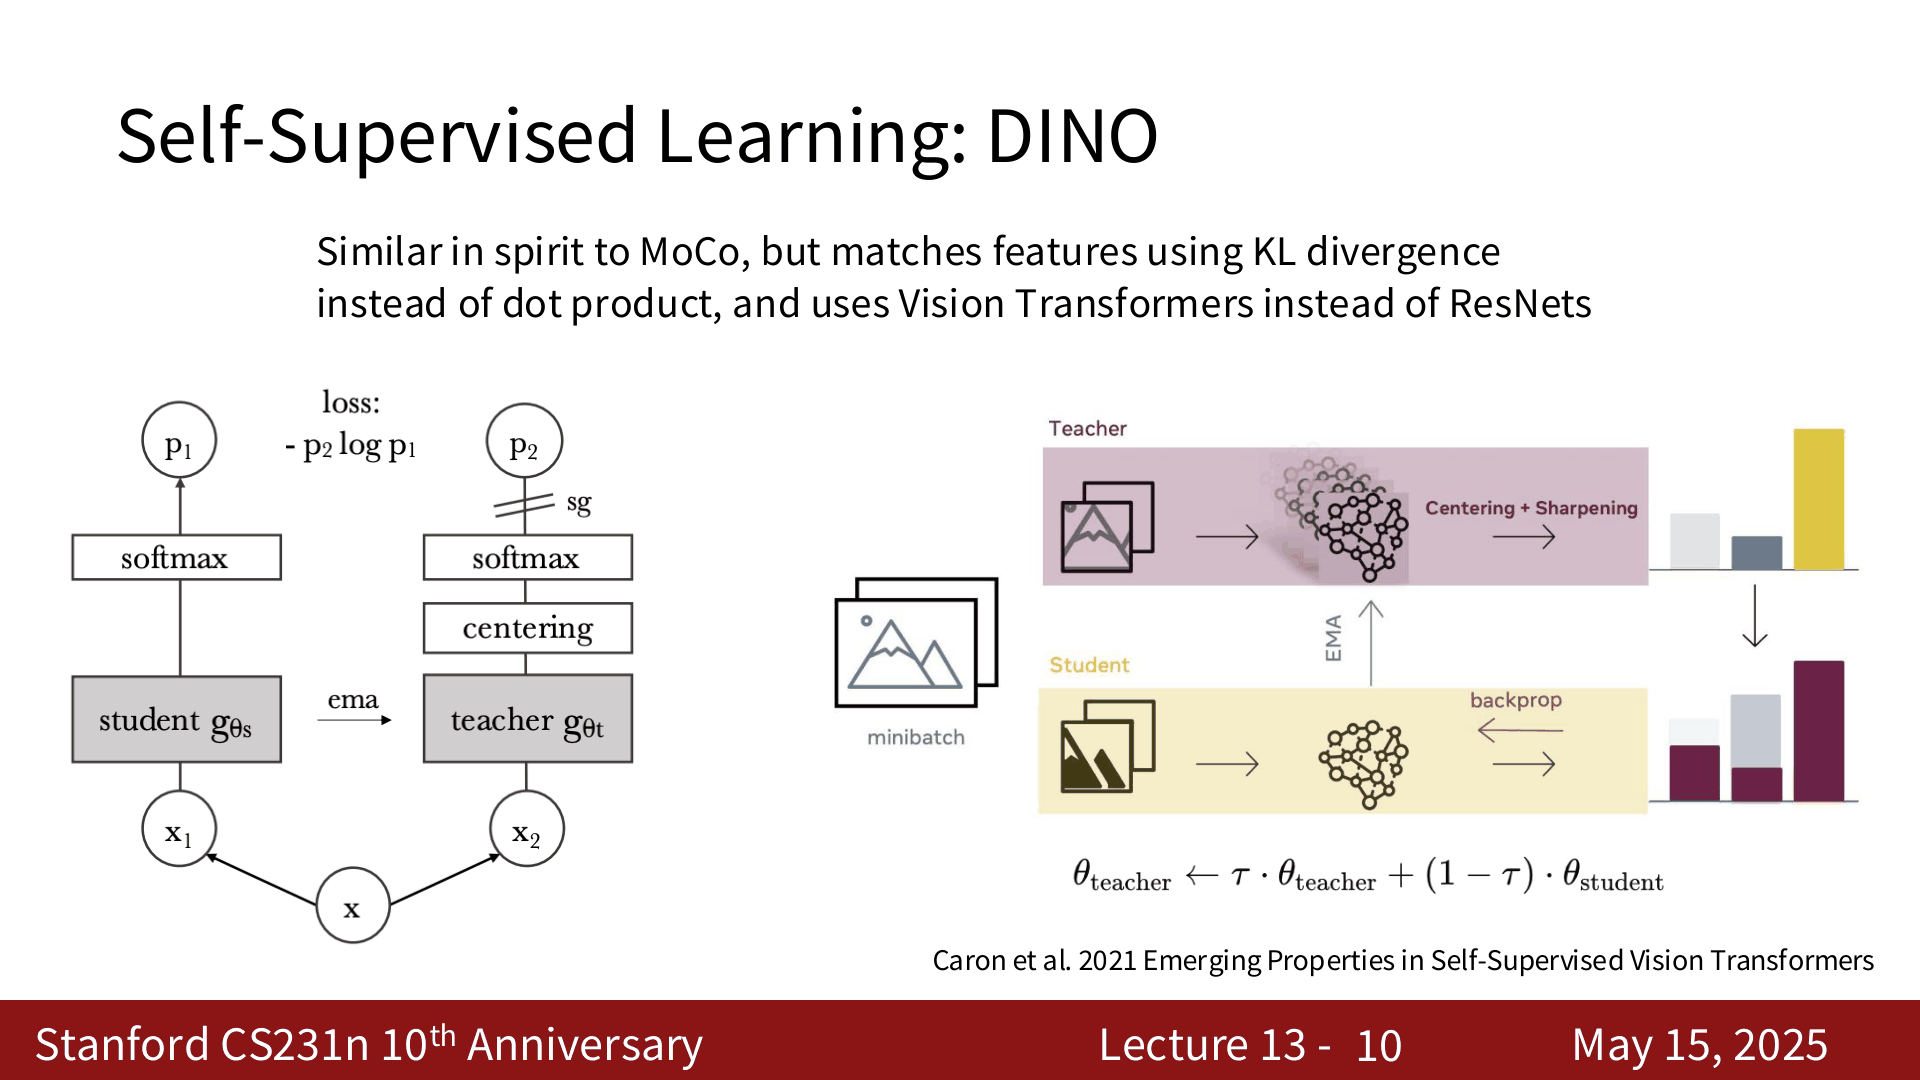 Self-Supervised Learning: DINO
Similar in spirit to MoCo, but matches features using KL divergence
instead of dot product, and uses Vision Transformers instead of ResNets
loss:
- p₂ log p₁
p₁
p₂
sg
softmax
softmax
centering
student gθs
ema
teacher gθt
x₁
x₂
x
minibatch
Teacher
Centering + Sharpening
EMA
Student
backprop
θ_teacher ← τ · θ_teacher + (1 − τ) · θ_student
Caron et al. 2021 Emerging Properties in Self-Supervised Vision Transformers
Stanford CS231n 10th Anniversary
Lecture 13 - 10
May 15, 2025